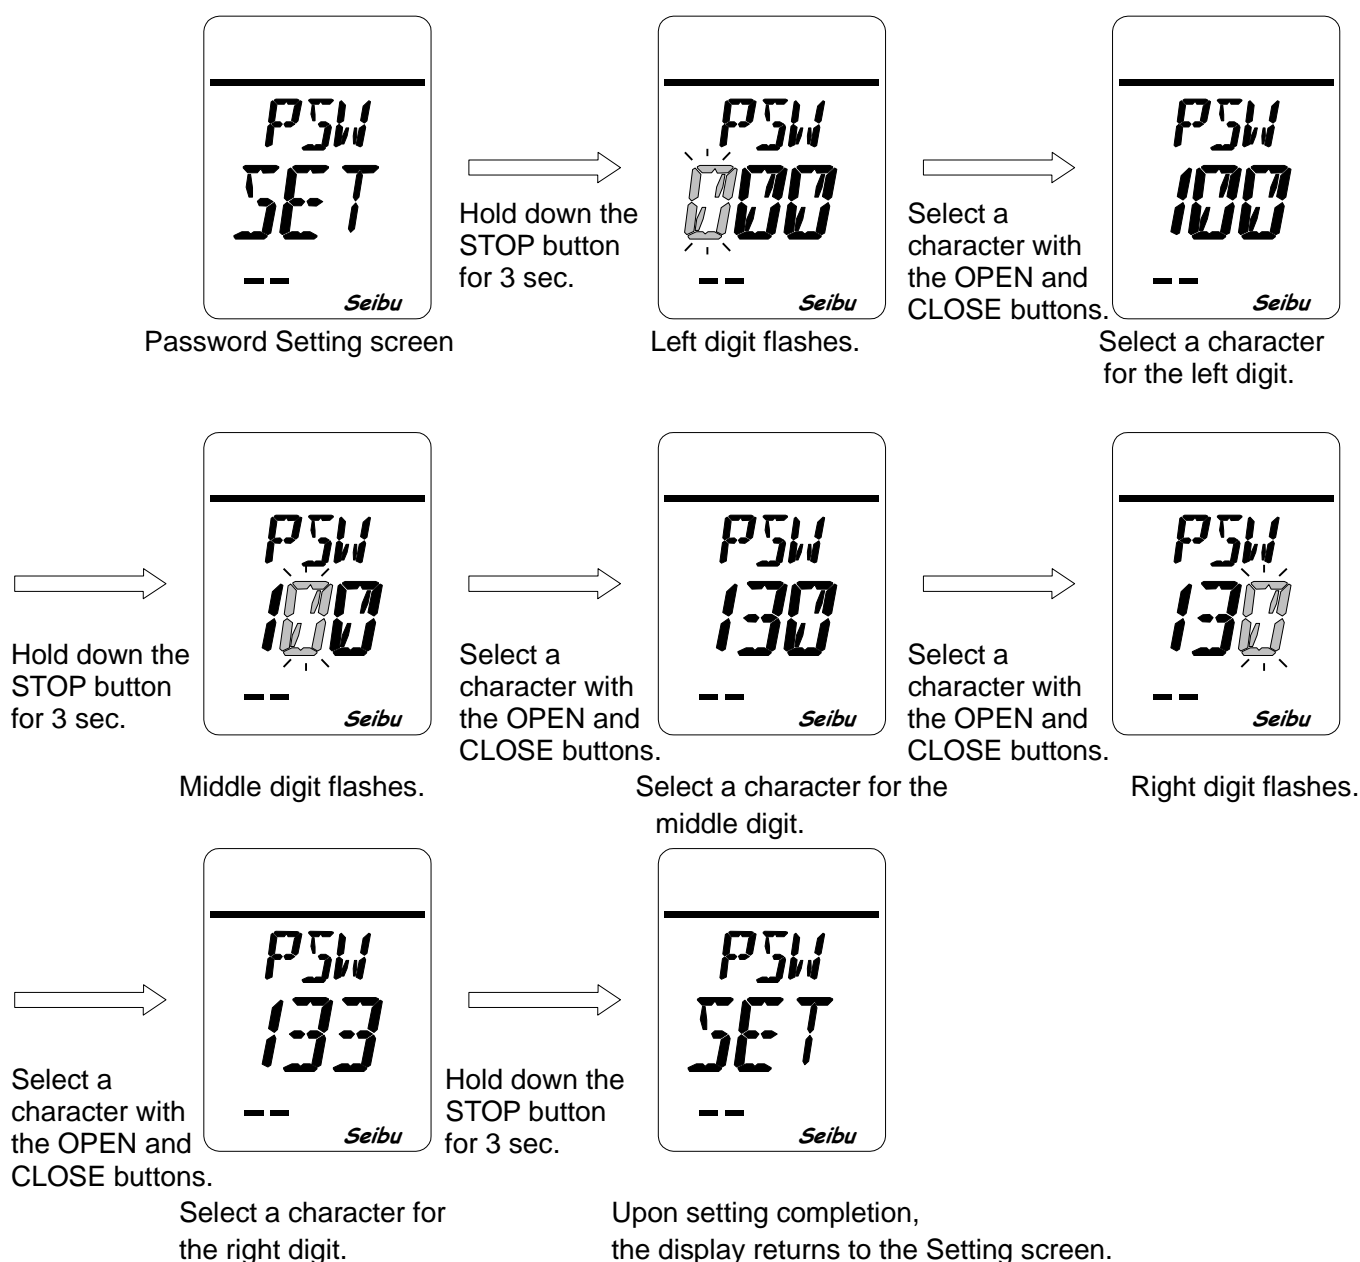 PSW
SET
--
Seibu
Password Setting screen
Hold down the
STOP button
for 3 sec.
PSW
000
--
Seibu
Left digit flashes.
Select a
character with
the OPEN and
CLOSE buttons.
PSW
100
--
Seibu
Select a character
for the left digit.
Hold down the
STOP button
for 3 sec.
PSW
100
--
Seibu
Middle digit flashes.
Select a
character with
the OPEN and
CLOSE buttons.
PSW
130
--
Seibu
Select a character for the
middle digit.
Select a
character with
the OPEN and
CLOSE buttons.
PSW
130
--
Seibu
Right digit flashes.
Select a
character with
the OPEN and
CLOSE buttons.
PSW
133
--
Seibu
Select a character for
the right digit.
Hold down the
STOP button
for 3 sec.
PSW
SET
--
Seibu
Upon setting completion,
the display returns to the Setting screen.